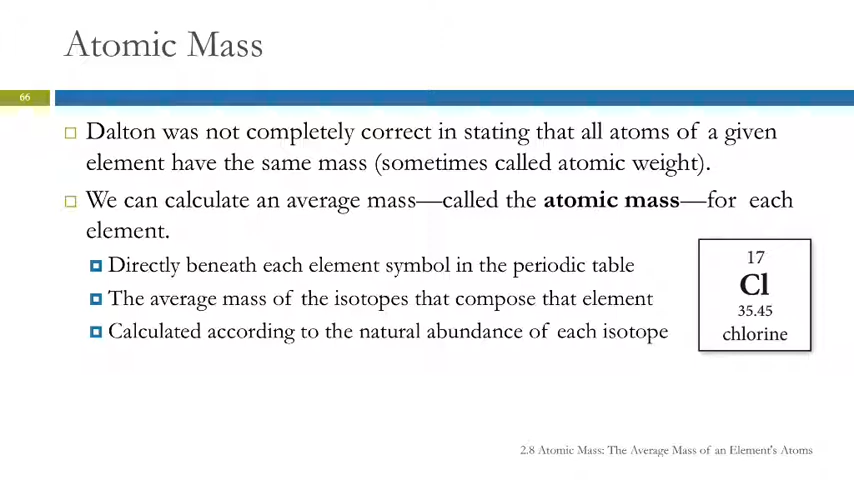 Atomic Mass
66
Dalton was not completely correct in stating that all atoms of a given
element have the same mass (sometimes called atomic weight).
We can calculate an average mass—called the atomic mass—for each
element.
Directly beneath each element symbol in the periodic table
The average mass of the isotopes that compose that element
Calculated according to the natural abundance of each isotope
17
Cl
35.45
chlorine
2.8 Atomic Mass: The Average Mass of an Element's Atoms